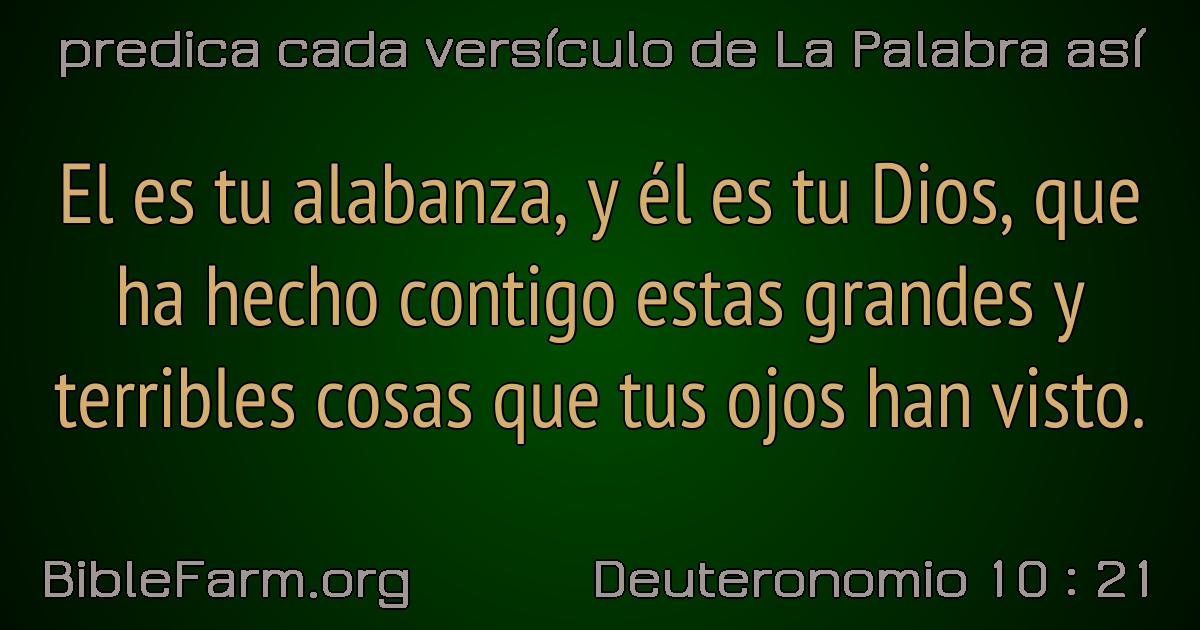 predica cada versículo de La Palabra así
El es tu alabanza, y él es tu Dios, que
ha hecho contigo estas grandes y
terribles cosas que tus ojos han visto.
BibleFarm.org
Deuteronomio 10 : 21